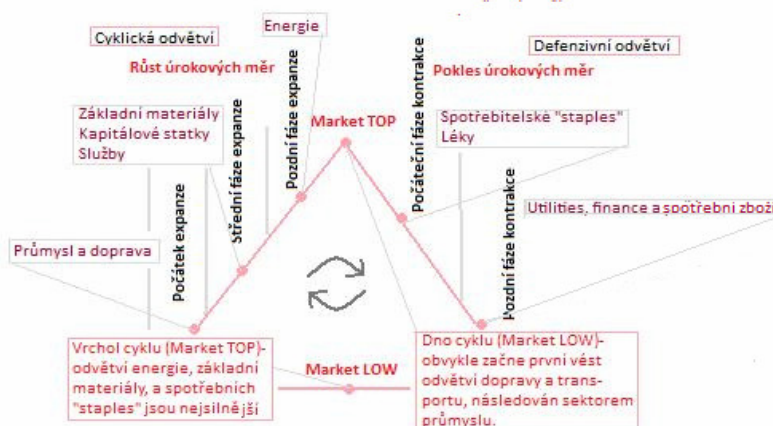 Energie
Cyklická odvětví
Defenzivní odvětví
Růst úrokových měr
Pokles úrokových měr
Základní materiály
Kapitálové statky
Služby
Pozdní fáze expanze
Market TOP
Počáteční fáze kontrakce
Spotřebitelské "staples"
Léky
Střední fáze expanze
Utilities, finance a spotřební zboží
Průmysl a doprava
Počátek expanze
Pozdní fáze kontrakce
Vrchol cyklu (Market TOP)-
odvětví energie, základní
materiály, a spotřebních
"staples" jsou nejsilnější
Market LOW
Dno cyklu (Market LOW)-
obvykle začne první vést
odvětví dopravy a trans-
portu, následován sektorem
průmyslu.